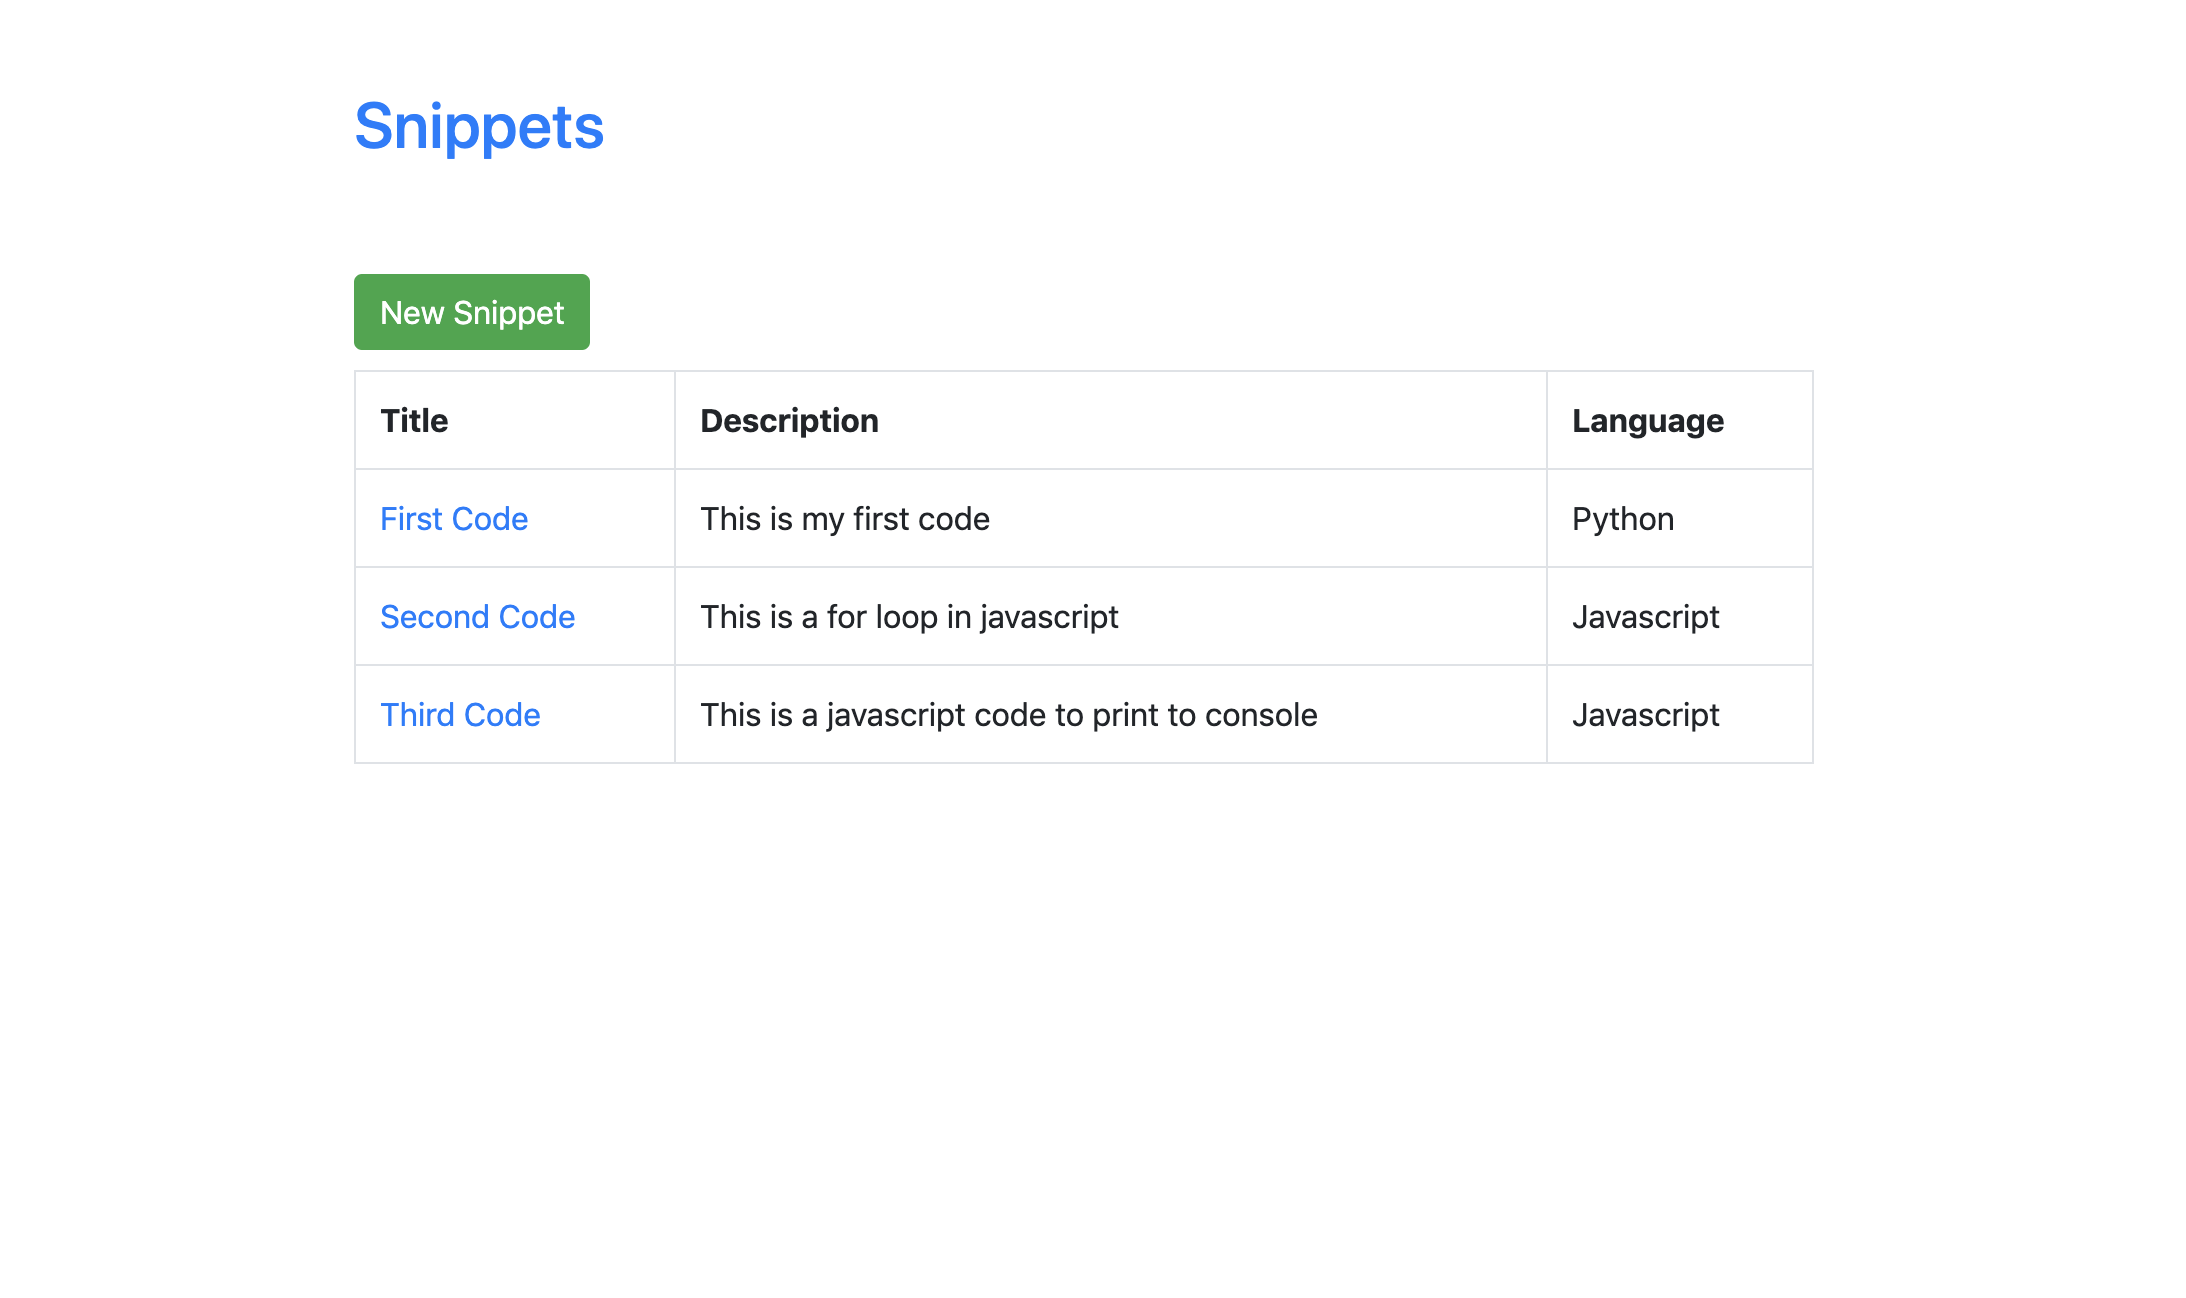 Snippets
New Snippet
Title Description Language
First Code This is my first code Python
Second Code This is a for loop in javascript Javascript
Third Code This is a javascript code to print to console Javascript